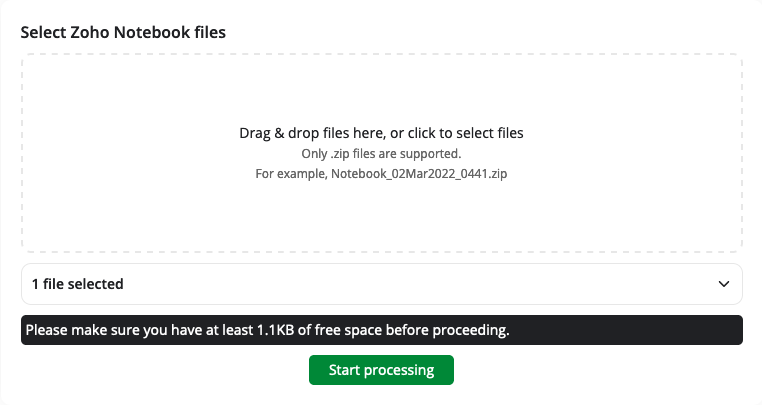 Select Zoho Notebook files
Drag & drop files here, or click to select files
Only .zip files are supported.
For example, Notebook_02Mar2022_0441.zip
1 file selected
Please make sure you have at least 1.1KB of free space before proceeding.
Start processing